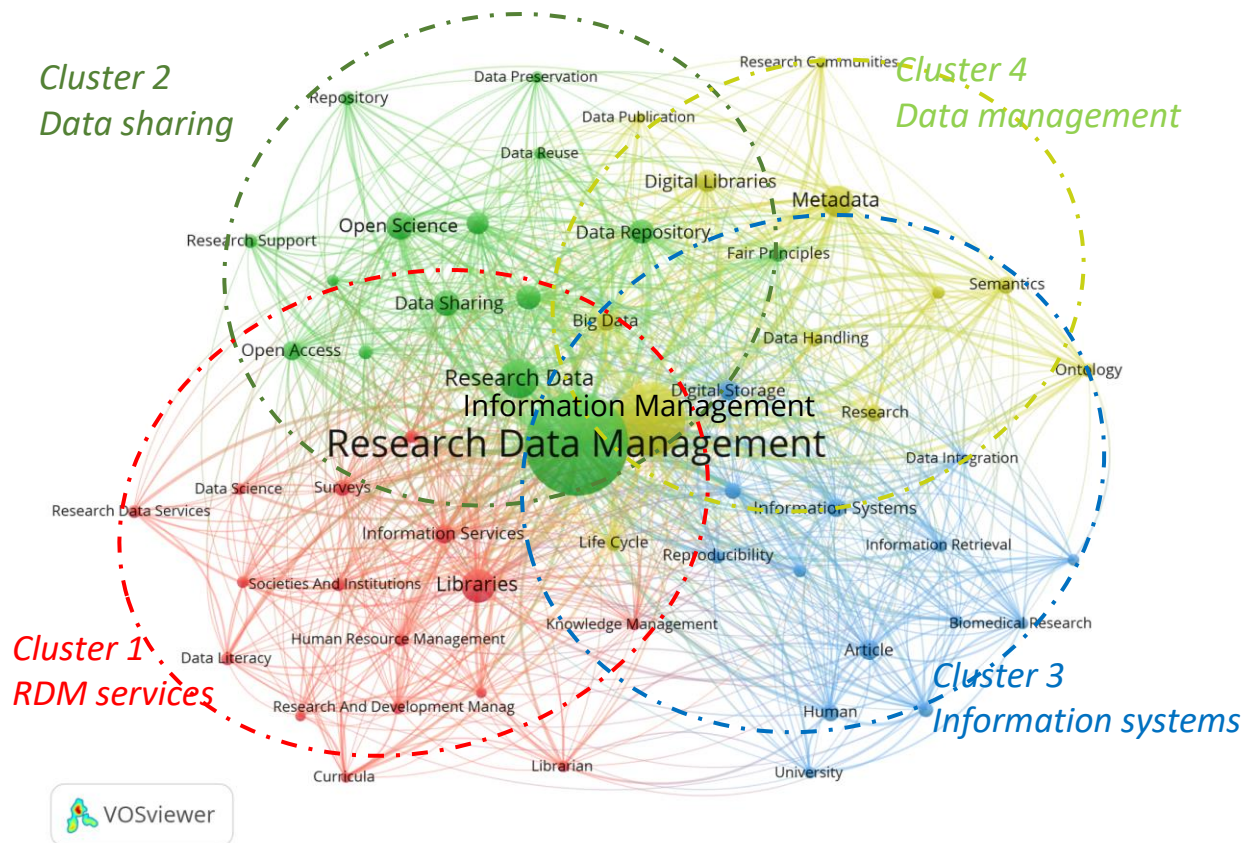 Cluster 2
Data sharing
Cluster 4
Data management
Research Communities
Data Preservation
Repository
Data Publication
Data Reuse
Digital Libraries
Metadata
Open Science
Data Repository
Research Support
Fair Principles
Semantics
Data Sharing
Big Data
Data Handling
Open Access
Ontology
Research Data
Digital Storage
Information Management
Research
Research Data Management
Data Integration
Data Science
Surveys
Research Data Services
Information Systems
Information Services
Life Cycle
Information Retrieval
Reproducibility
Societies And Institutions
Libraries
Knowledge Management
Biomedical Research
Human Resource Management
Article
Cluster 1
RDM services
Data Literacy
Cluster 3
Information systems
Research And Development Manag
Human
Librarian
University
Curricula
VOSviewer